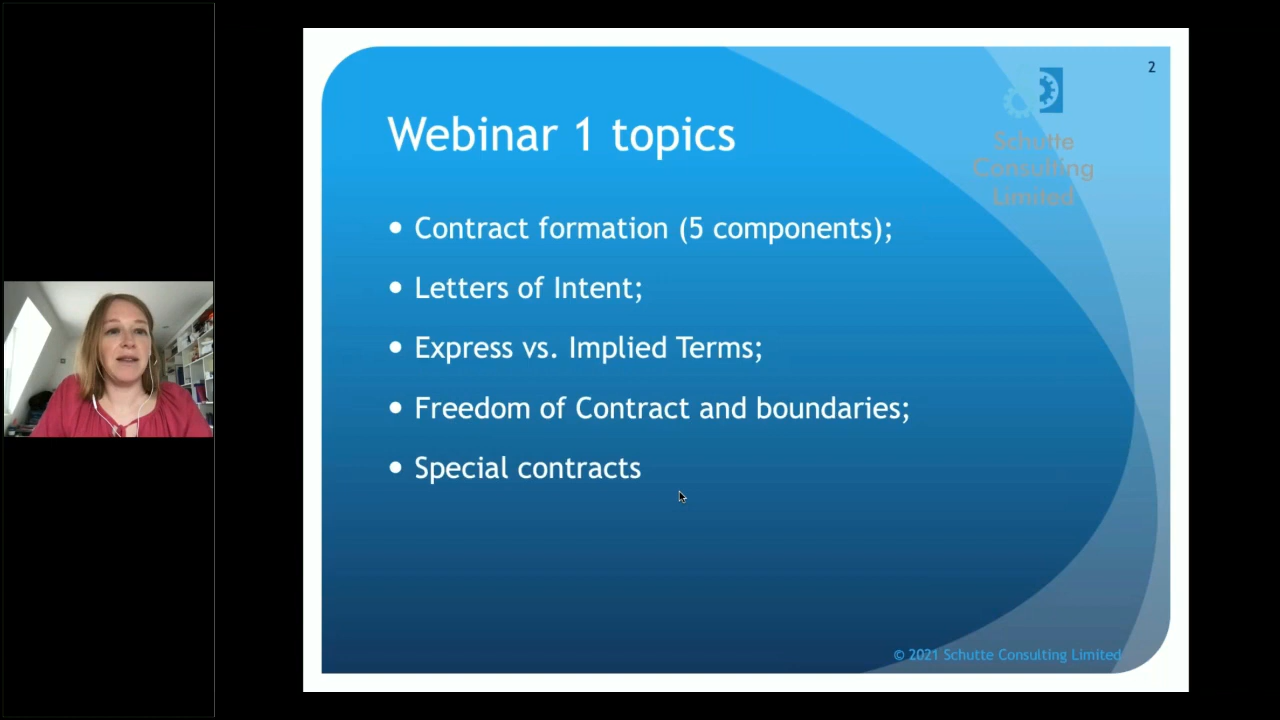 2
Schutte
Consulting
Limited
Webinar 1 topics
• Contract formation (5 components);
• Letters of Intent;
• Express vs. Implied Terms;
• Freedom of Contract and boundaries;
• Special contracts
© 2021 Schutte Consulting Limited